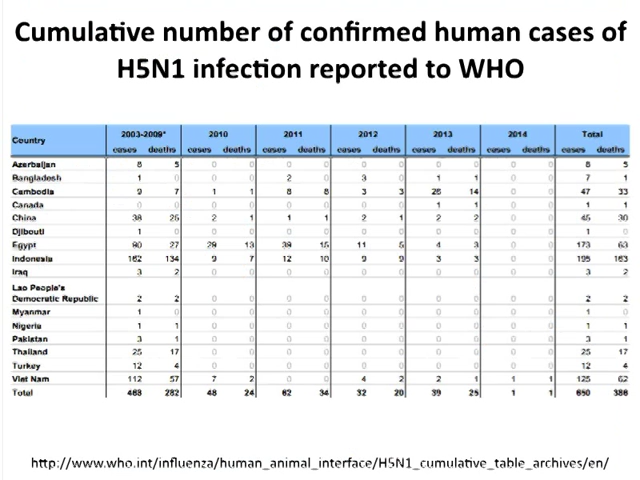 Cumulative number of confirmed human cases of
H5N1 infection reported to WHO
Country 2003-2009* 2010 2011 2012 2013 2014 Total
cases deaths cases deaths cases deaths cases deaths cases deaths cases deaths cases deaths
Azerbaijan 8 5 0 0 0 0 0 0 0 0 0 0 8 5
Bangladesh 1 0 0 0 2 0 3 0 1 1 0 0 7 1
Cambodia 9 7 1 1 8 8 3 3 26 14 0 0 47 33
Canada 0 0 0 0 0 0 0 0 1 1 0 0 1 1
China 38 25 2 1 1 1 2 1 2 2 0 0 45 30
Djibouti 1 0 0 0 0 0 0 0 0 0 0 0 1 0
Egypt 90 27 29 13 39 15 11 5 4 3 0 0 173 63
Indonesia 162 134 9 7 12 10 9 9 3 3 0 0 195 163
Iraq 3 2 0 0 0 0 0 0 0 0 0 0 3 2
Lao People's
Democratic Republic 2 2 0 0 0 0 0 0 0 0 0 0 2 2
Myanmar 1 0 0 0 0 0 0 0 0 0 0 0 1 0
Nigeria 1 1 0 0 0 0 0 0 0 0 0 0 1 1
Pakistan 3 1 0 0 0 0 0 0 0 0 0 0 3 1
Thailand 25 17 0 0 0 0 0 0 0 0 0 0 25 17
Turkey 12 4 0 0 0 0 0 0 0 0 0 0 12 4
Viet Nam 112 57 7 2 0 0 4 2 2 1 1 1 125 62
Total 468 282 48 24 62 34 32 20 39 25 1 1 650 386
http://www.who.int/influenza/human_animal_interface/H5N1_cumulative_table_archives/en/